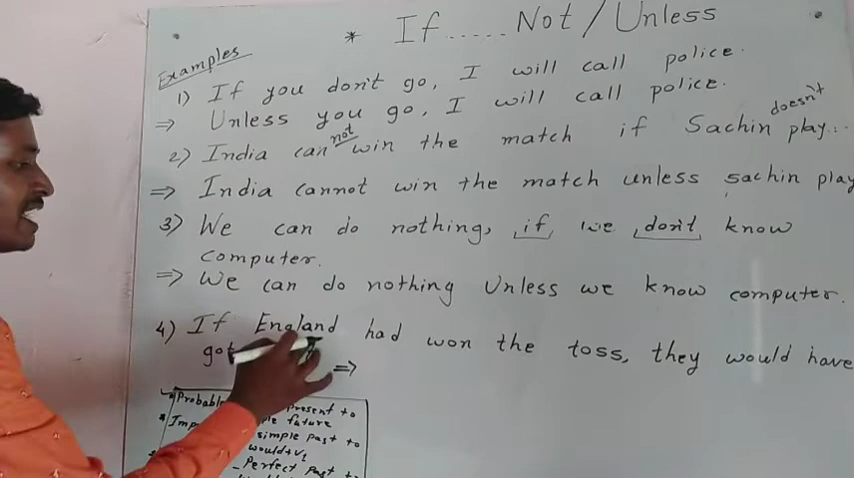 * If ..... Not / Unless
Examples
1) If you don't go, I will call police.
⇒ Unless you go, I will call police.
doesn't
2) India can not win the match if Sachin play...
⇒ India cannot win the match unless sachin play
3) We can do nothing, if we don't know
computer.
⇒ We can do nothing Unless we know computer.
4) If England had won the toss, they would have
got
⇒
Probable present to
future
simple past to
would+V1
Perfect Past to